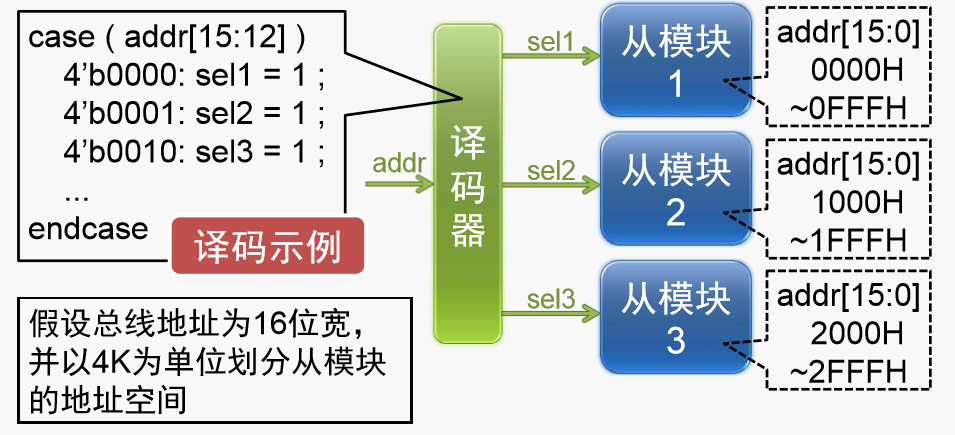 case ( addr[15:12] )
4’b0000: sel1 = 1 ;
4’b0001: sel2 = 1 ;
4’b0010: sel3 = 1 ;
...
endcase
译码示例
假设总线地址为16位宽，
并以4K为单位划分从模块
的地址空间
addr
译
码
器
sel1
从模块
1
addr[15:0]
0000H
~0FFFH
sel2
从模块
2
addr[15:0]
1000H
~1FFFH
sel3
从模块
3
addr[15:0]
2000H
~2FFFH